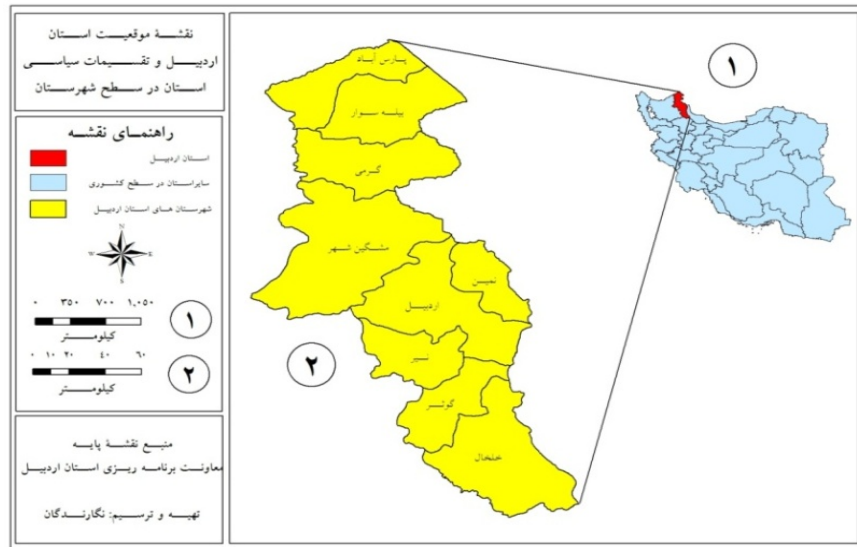 نقشهٔ موقعیت استان
اردبیل و تقسیمات سیاسی
استان در سطح شهرستان
راهنمای نقشه
استان اردبیل
سایراستان در سطح کشوری
شهرستان های استان اردبیل
N
W E
S
۰ ۳۵۰ ۷۰۰ ۱,۰۵۰
کیلومتر
۱
۰ ۱۰ ۲۰ ۴۰ ۶۰
کیلومتر
۲
منبع نقشهٔ پایه
معاونت برنامه ریزی استان اردبیل
تهیه و ترسیم: نگارندگان
۱
پارس آباد
بیله سوار
گرمی
مشگین شهر
نمین
اردبیل
نیر
۲
کوثر
خلخال